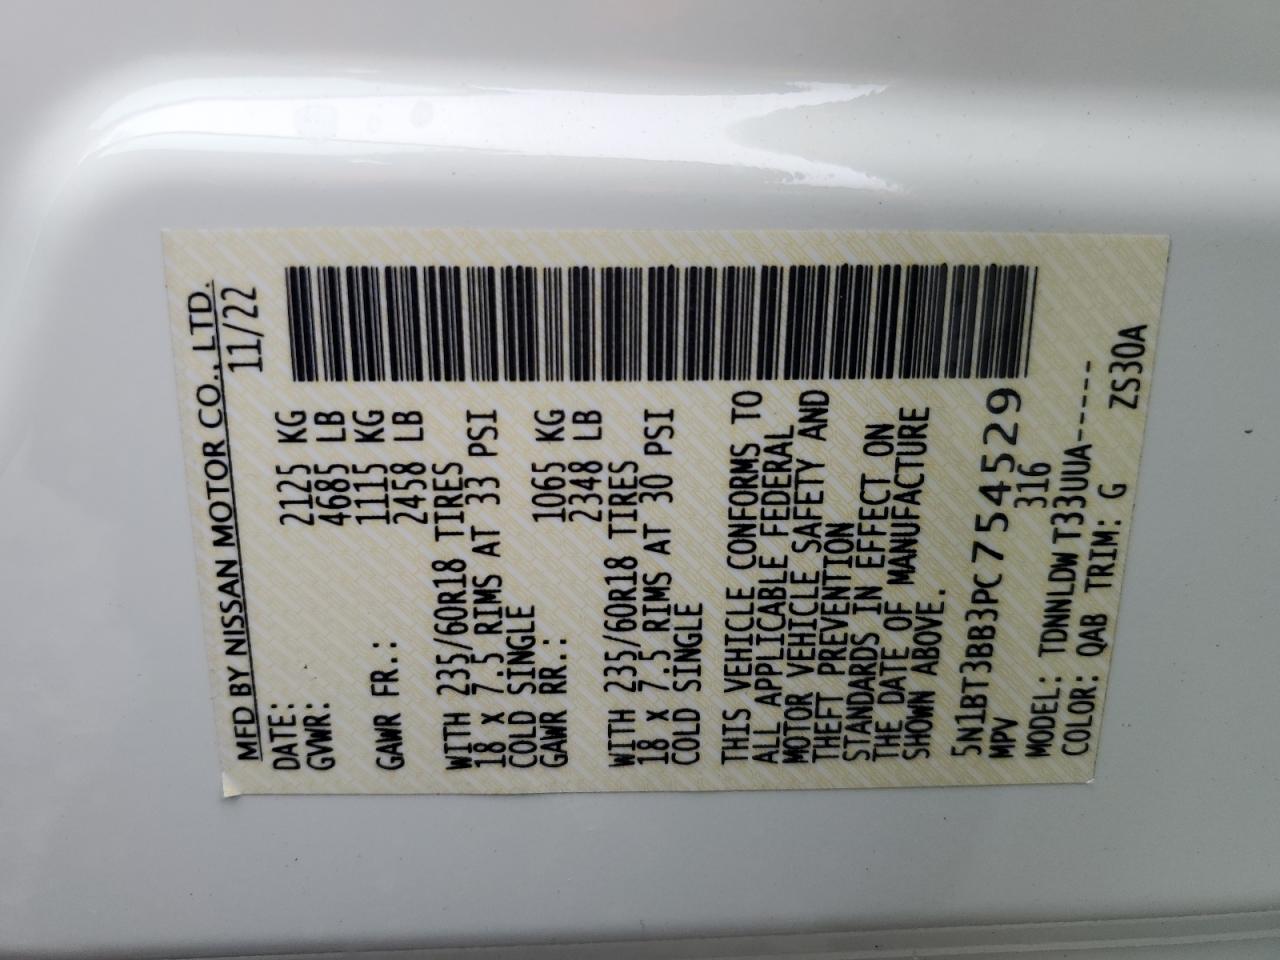 MFD BY NISSAN MOTOR CO., LTD.
DATE: 11/22
GVWR: 2125 KG
4685 LB
GAWR FR.: 1115 KG
2458 LB
WITH 235/60R18 TIRES
18 X 7.5 RIMS AT 33 PSI
COLD SINGLE
GAWR RR.: 1065 KG
2348 LB
WITH 235/60R18 TIRES
18 X 7.5 RIMS AT 30 PSI
COLD SINGLE
THIS VEHICLE CONFORMS TO
ALL APPLICABLE FEDERAL
MOTOR VEHICLE SAFETY AND
THEFT PREVENTION
STANDARDS IN EFFECT ON
THE DATE OF MANUFACTURE
SHOWN ABOVE.
5N1BT3BB3PC754529
MPV 316
MODEL: TDNNLDW T33UUA-----
COLOR: QAB TRIM: G ZS30A